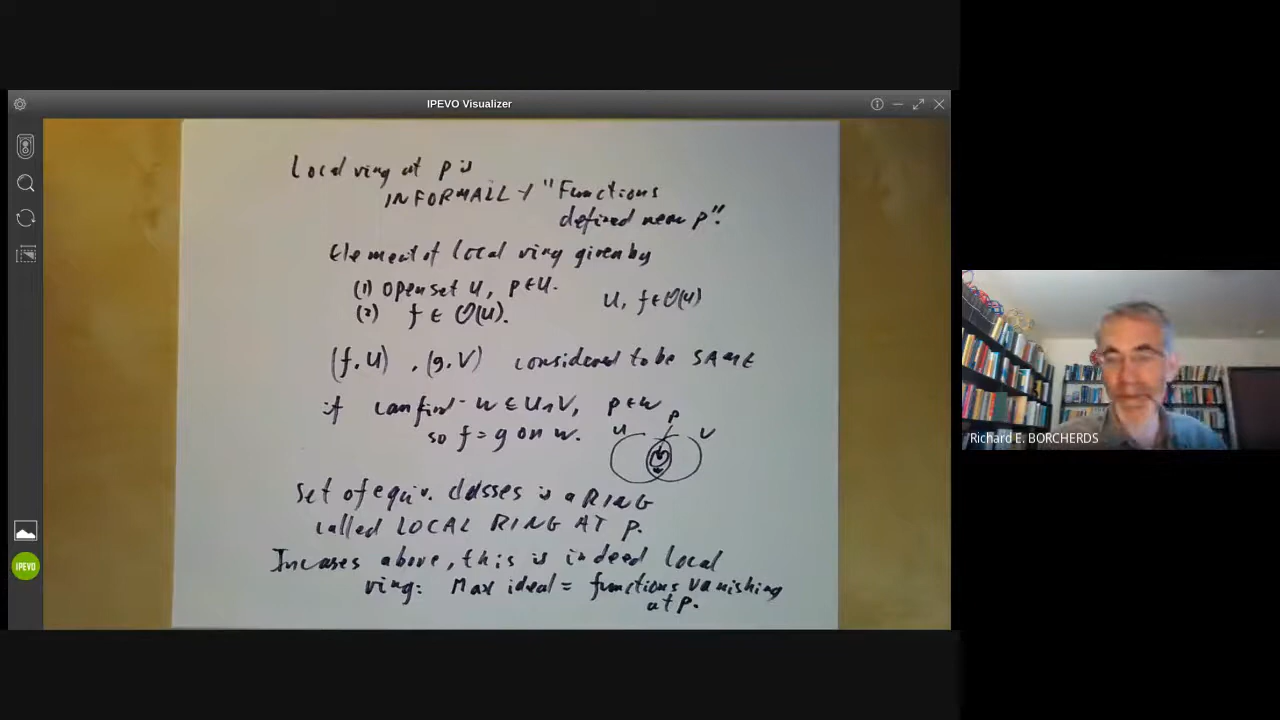 IPEVO Visualizer
Local ring at p is
INFORMALLY "Functions
defined near p".
Element of local ring given by
(1) open set U, p∈U.
(2) f ∈ O(U).
U, f∈O(U)
(f, U) , (g, V) considered to be SAME
if can find W ∈ U∩V, p∈W
so f = g on W.
p
U
V
W
Set of equiv. classes is a RING
called LOCAL RING AT p.
In cases above, this is indeed local
ring: Max ideal = functions vanishing
at p.
IPEVO
Richard E. BORCHERDS